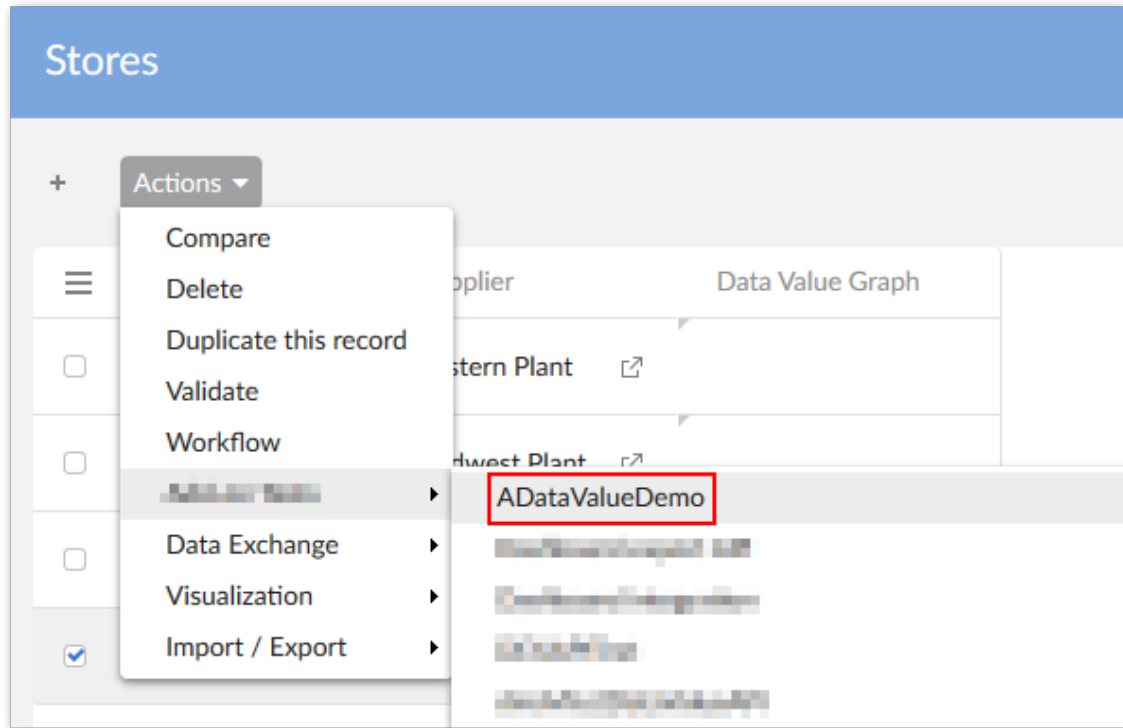 Stores
+ Actions
Compare
Delete
Duplicate this record
Validate
Workflow
Data Exchange
Visualization
Import / Export
Data Value Graph
stern Plant
dwest Plant
ADataValueDemo